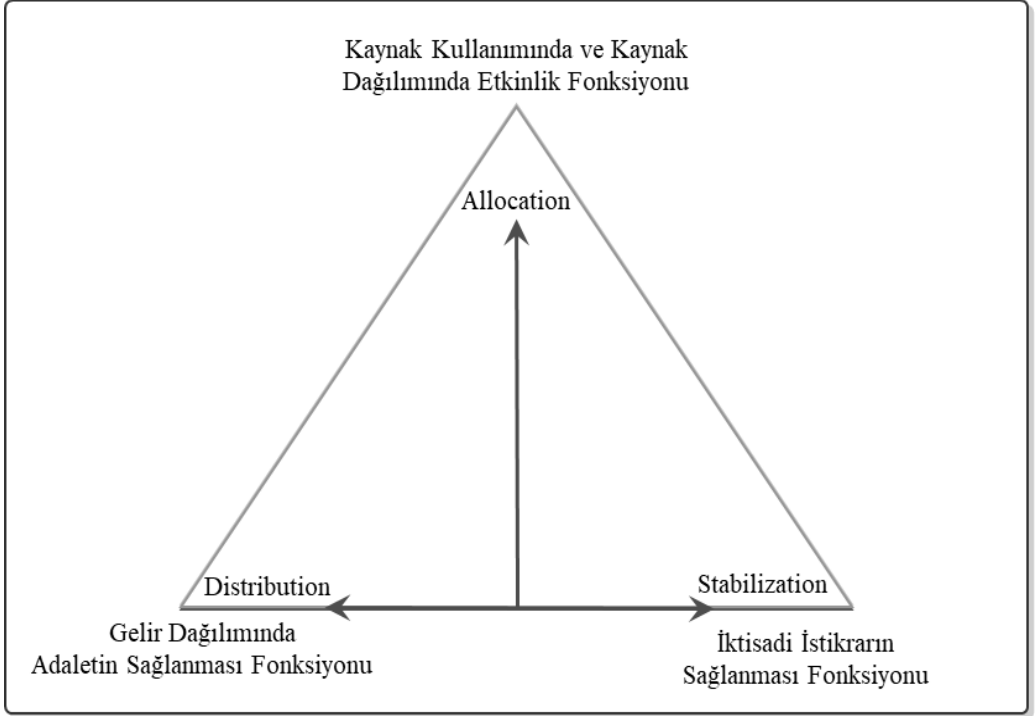 Kaynak Kullanımında ve Kaynak
Dağılımında Etkinlik Fonksiyonu
Allocation
Distribution
Stabilization
Gelir Dağılımında
Adaletin Sağlanması Fonksiyonu
İktisadi İstikrarın
Sağlanması Fonksiyonu